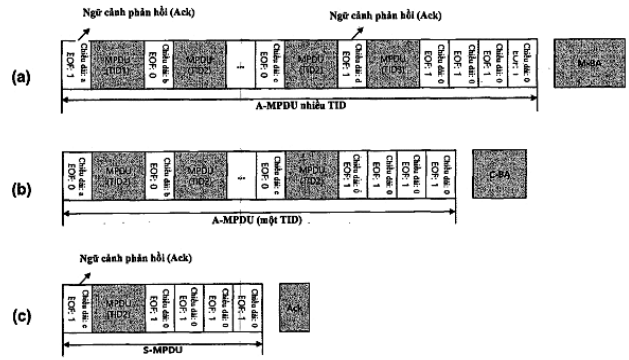 Ngữ cảnh phản hồi (Ack)
Ngữ cảnh phản hồi (Ack)
(a)
Chiều dài: a
EOF: 1
MPDU
(TID1)
Chiều dài: b
EOF: 0
MPDU
(TID2)
...
Chiều dài: c
EOF: 0
MPDU
(TID2)
Chiều dài: d
EOF: 1
MPDU
(TID3)
Chiều dài: 0
EOF: 1
Chiều dài: 0
EOF: 1
Chiều dài: 0
EOF: 1
Chiều dài: 0
EOF: 1
M-BA
A-MPDU nhiều TID
(b)
Chiều dài: a
EOF: 0
MPDU
(TID2)
Chiều dài: b
EOF: 0
MPDU
(TID2)
...
Chiều dài: c
EOF: 0
MPDU
(TID2)
Chiều dài: 0
EOF: 1
Chiều dài: 0
EOF: 1
Chiều dài: 0
EOF: 1
Chiều dài: 0
EOF: 1
C-BA
A-MPDU (một TID)
Ngữ cảnh phản hồi (Ack)
(c)
Chiều dài: e
EOF: 1
MPDU
(TID2)
Chiều dài: 0
EOF: 1
Chiều dài: 0
EOF: 1
Chiều dài: 0
EOF: 1
Chiều dài: 0
EOF: 1
Ack
S-MPDU